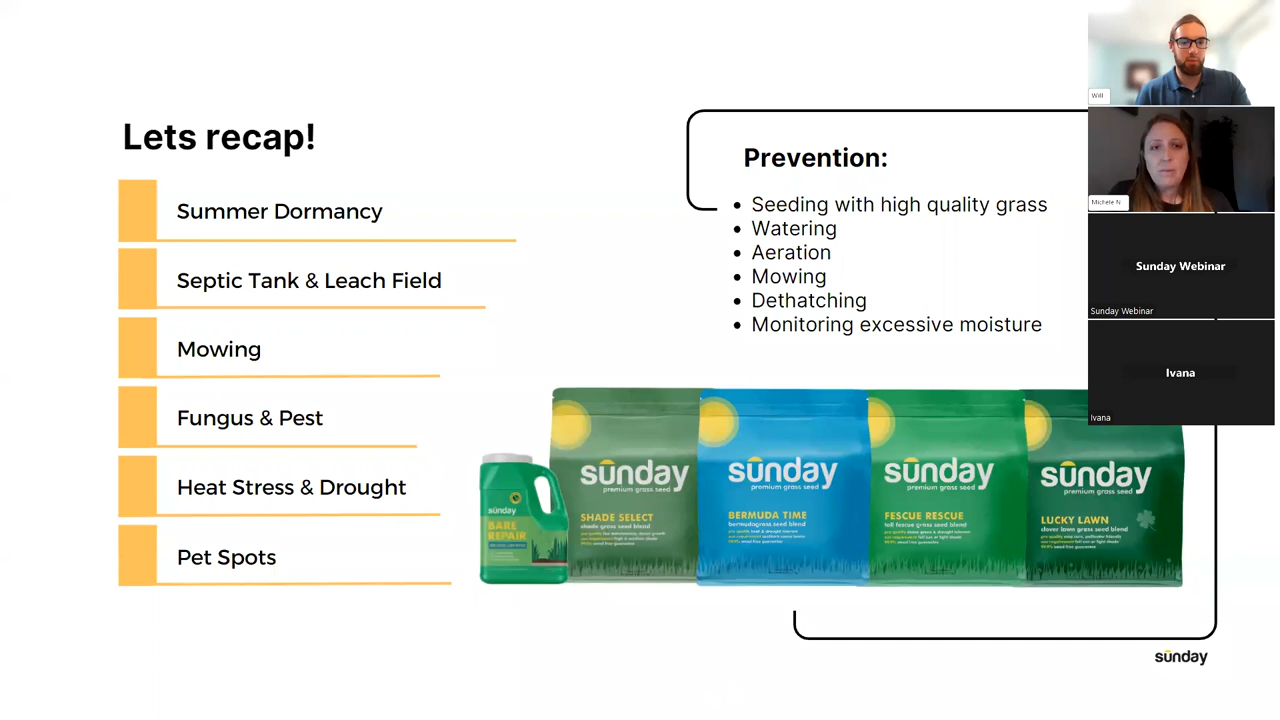 Lets recap!
Summer Dormancy
Septic Tank & Leach Field
Mowing
Fungus & Pest
Heat Stress & Drought
Pet Spots
Prevention:
• Seeding with high quality grass
• Watering
• Aeration
• Mowing
• Dethatching
• Monitoring excessive moisture
sunday
BARE
REPAIR
sunday
premium grass seed
SHADE SELECT
shade grass seed blend
sunday
premium grass seed
BERMUDA TIME
bermudagrass seed blend
sunday
premium grass seed
FESCUE RESCUE
tall fescue grass seed blend
sunday
premium grass seed
LUCKY LAWN
clover lawn grass seed blend
sunday
Will
Michele N
Sunday Webinar
Sunday Webinar
Ivana
Ivana